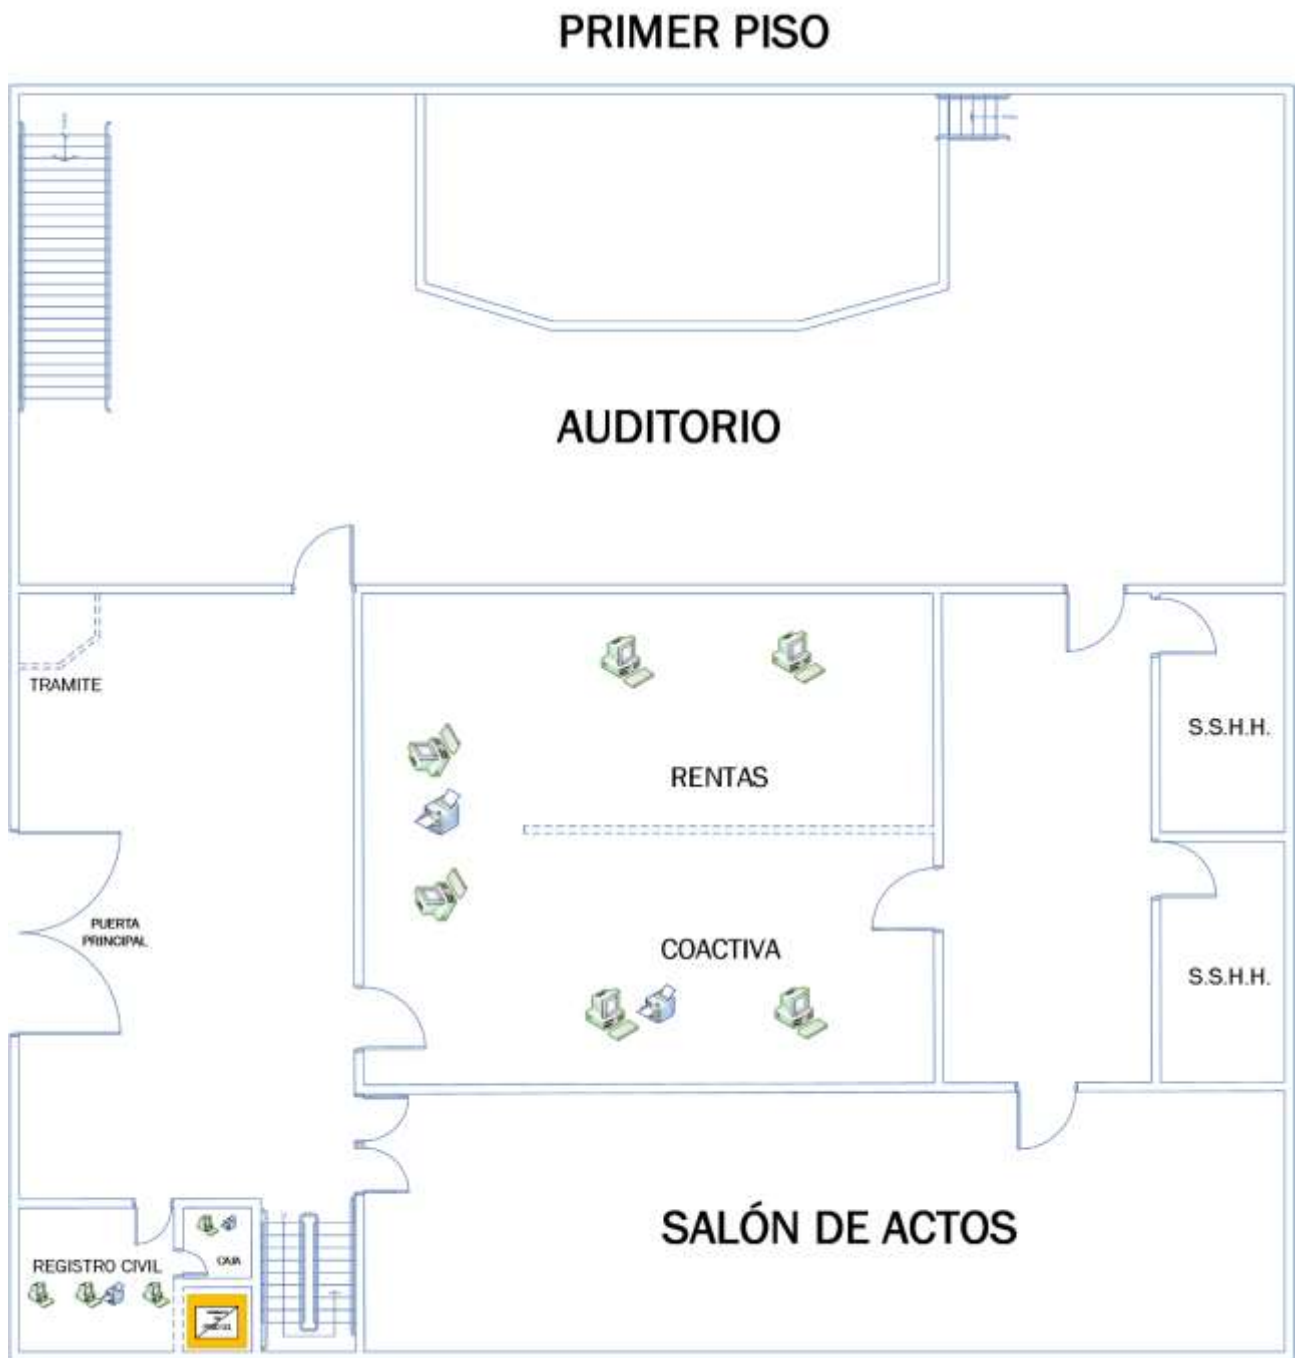 PRIMER PISO
AUDITORIO
TRAMITE
S.S.H.H.
RENTAS
PUERTA
PRINCIPAL
COACTIVA
S.S.H.H.
SALÓN DE ACTOS
REGISTRO CIVIL
CAJA